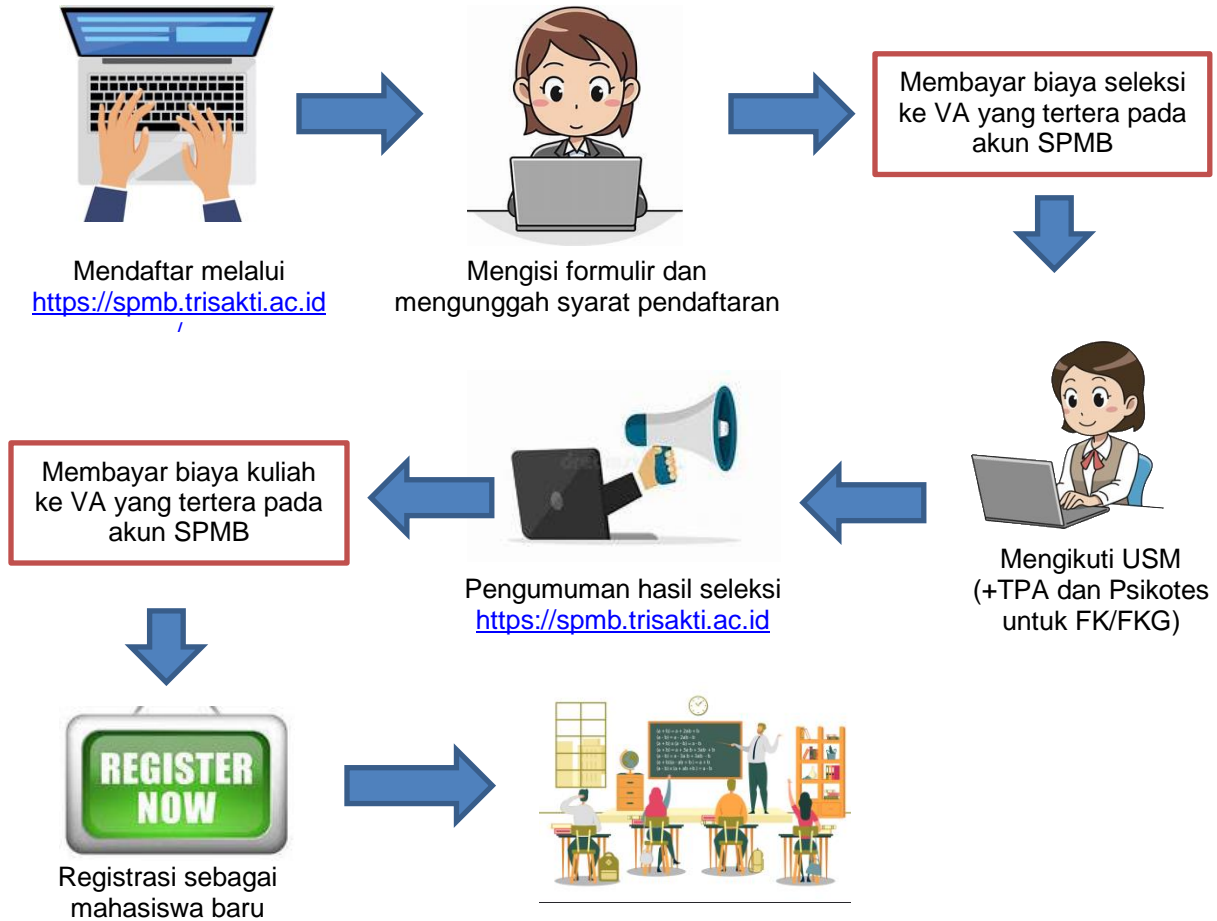 Mendaftar melalui
https://spmb.trisakti.ac.id
/
Mengisi formulir dan
mengunggah syarat pendaftaran
Membayar biaya seleksi
ke VA yang tertera pada
akun SPMB
Mengikuti USM
(+TPA dan Psikotes
untuk FK/FKG)
Pengumuman hasil seleksi
https://spmb.trisakti.ac.id
Membayar biaya kuliah
ke VA yang tertera pada
akun SPMB
REGISTER
NOW
Registrasi sebagai
mahasiswa baru